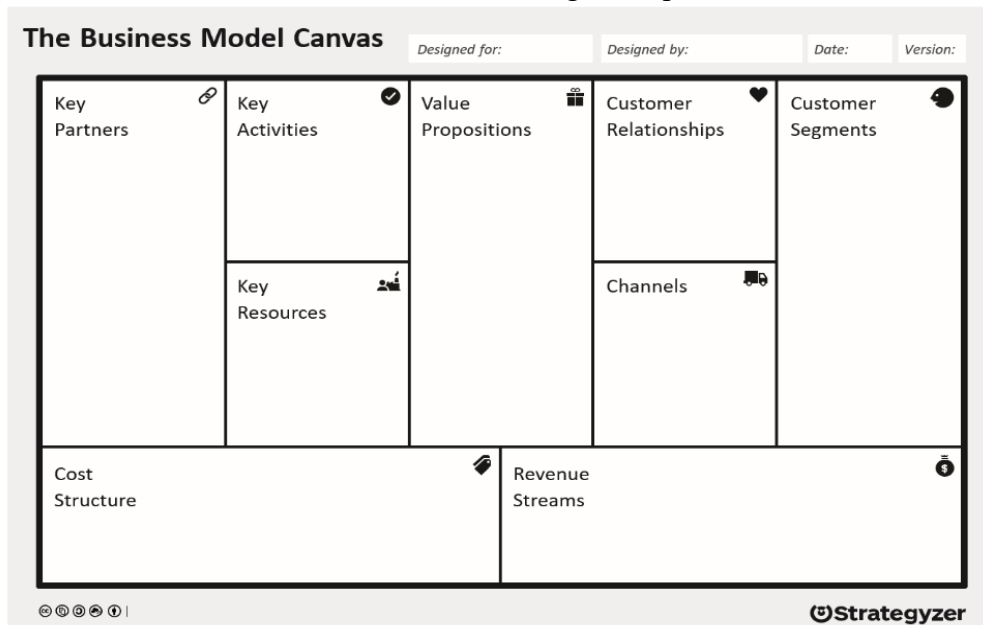 The Business Model Canvas
Designed for:
Designed by:
Date:
Version:
Key
Partners
Key
Activities
Value
Propositions
Customer
Relationships
Customer
Segments
Key
Resources
Channels
Cost
Structure
Revenue
Streams
Strategyzer